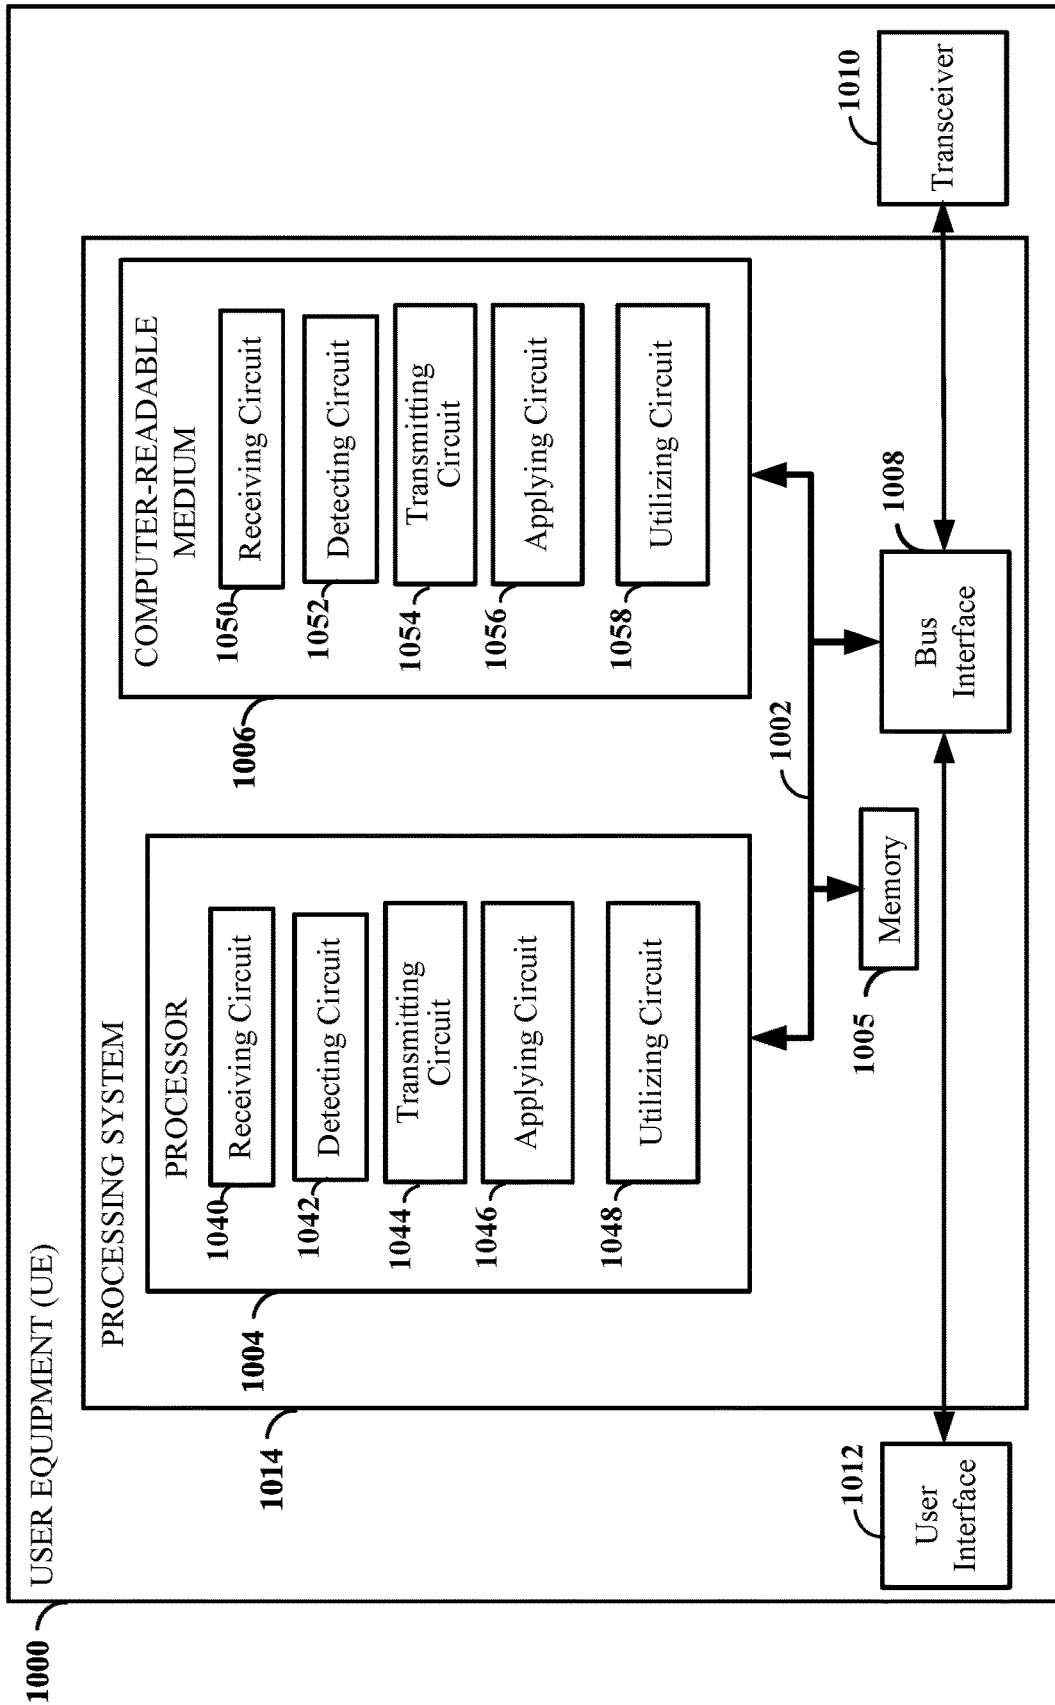 1000
USER EQUIPMENT (UE)
1014
PROCESSING SYSTEM
1004
PROCESSOR
1040
Receiving Circuit
1042
Detecting Circuit
1044
Transmitting
Circuit
1046
Applying Circuit
1048
Utilizing Circuit
1006
COMPUTER-READABLE
MEDIUM
1050
Receiving Circuit
1052
Detecting Circuit
1054
Transmitting
Circuit
1056
Applying Circuit
1058
Utilizing Circuit
1002
1005
Memory
1008
Bus
Interface
1012
User
Interface
1010
Transceiver